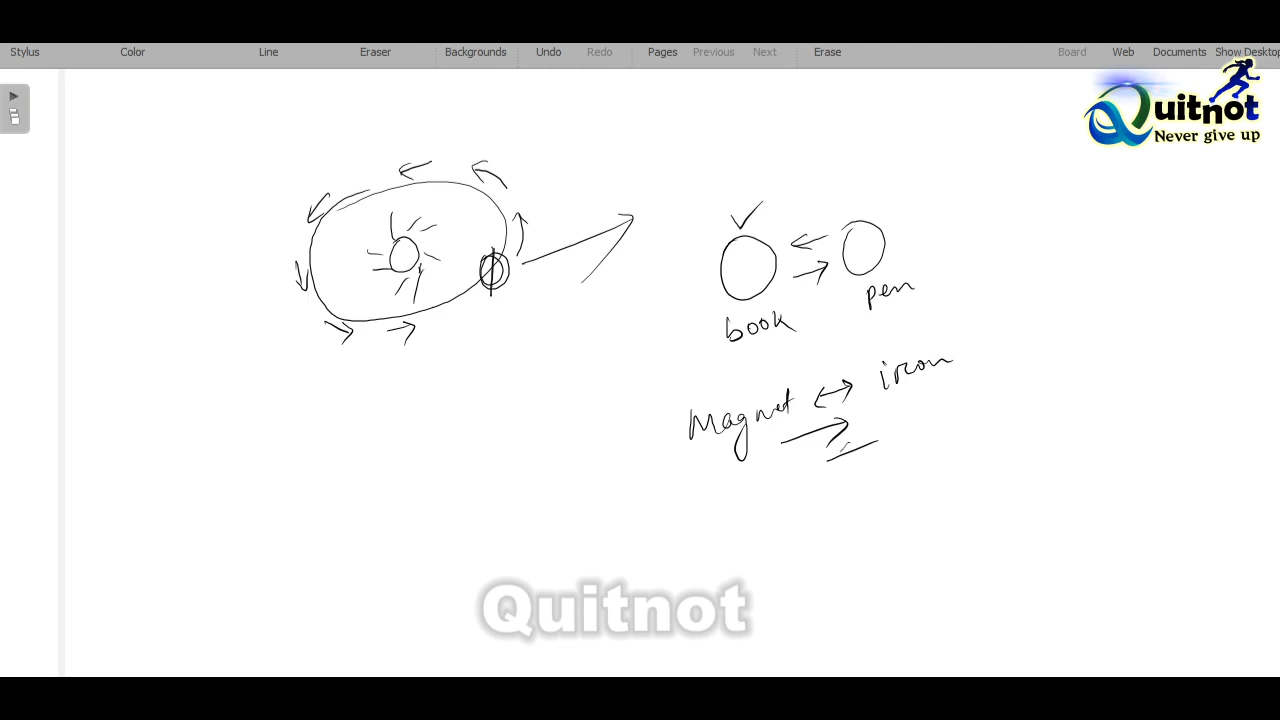 Stylus Color Line Eraser Backgrounds Undo Redo Pages Previous Next Erase Board Web Documents Show Desktop
Quitnot
Never give up
book
pen
Magnet ↔ iron
Quitnot